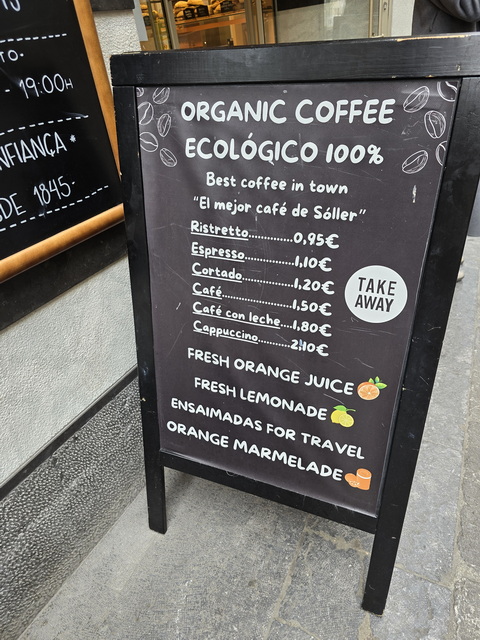 TO.
- 19:00H
NFIANÇA *
DE 1845-
ORGANIC COFFEE
ECOLÓGICO 100%
Best coffee in town
"El mejor café de Sóller"
Ristretto............0,95€
Espresso............1,10€
Cortado............1,20€
Café..................1,50€
Café con leche....1,80€
Cappuccino..........2,10€
TAKE
AWAY
FRESH ORANGE JUICE
FRESH LEMONADE
ENSAIMADAS FOR TRAVEL
ORANGE MARMELADE